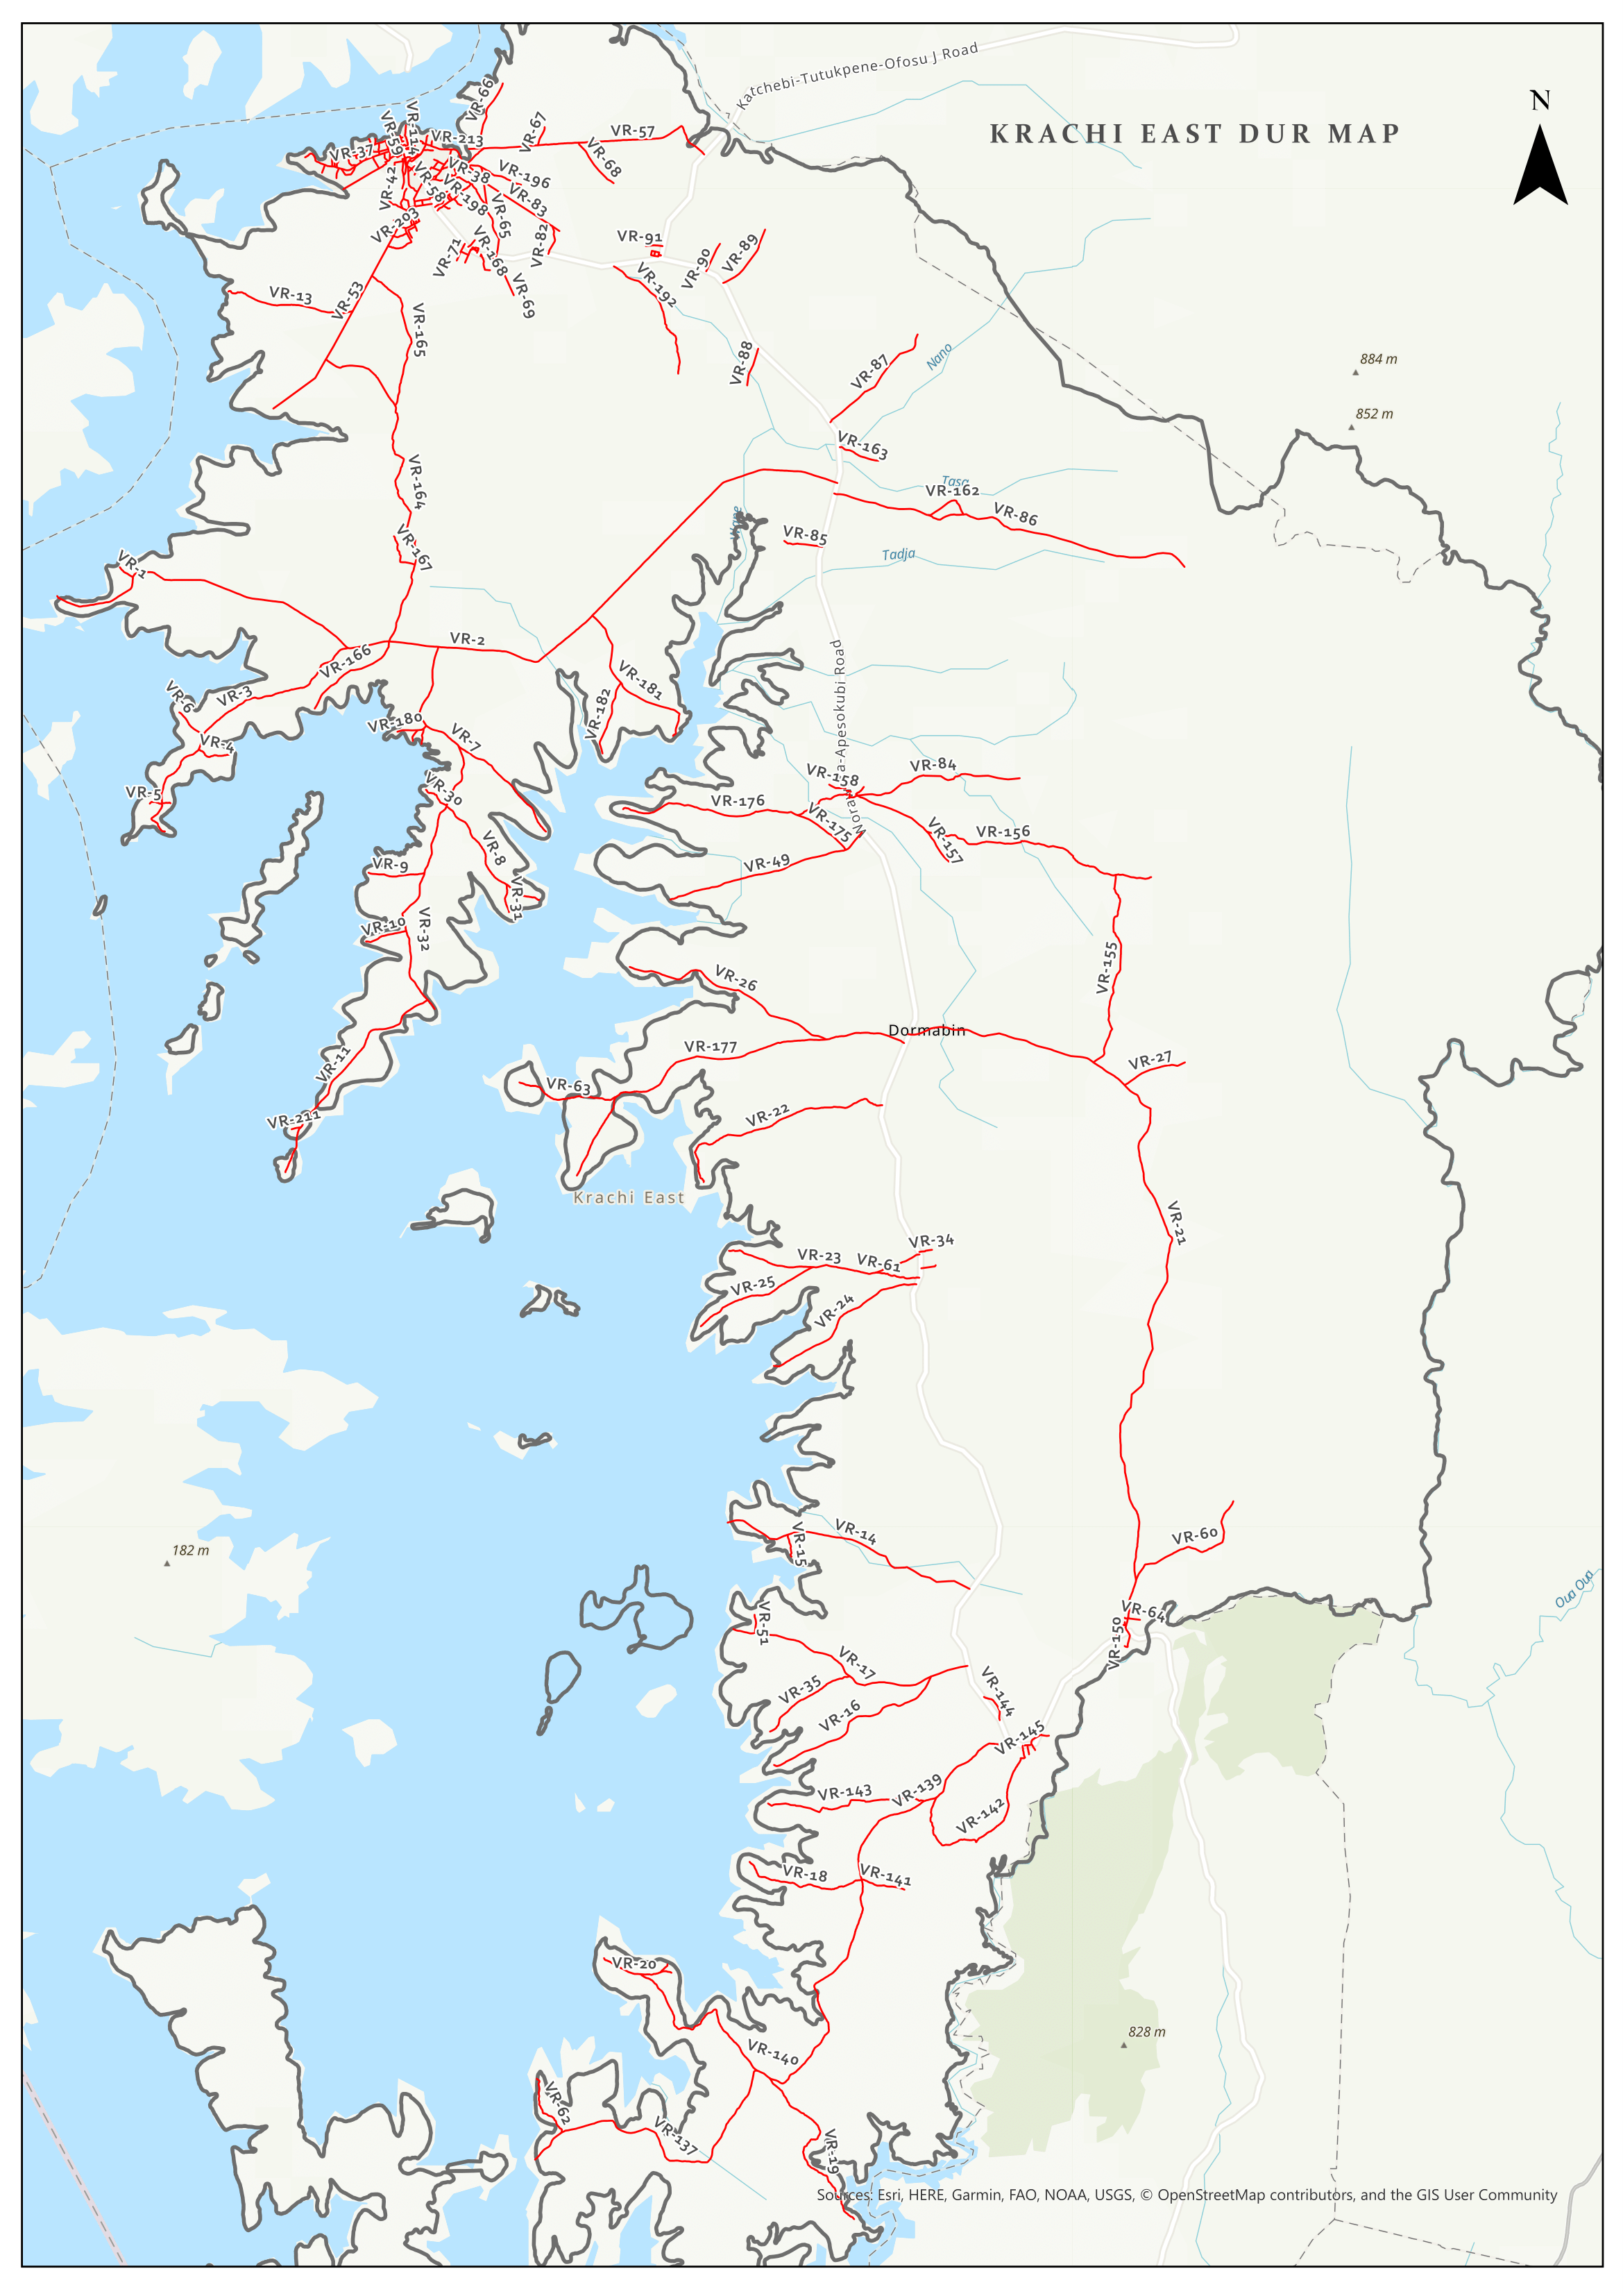 Katchebi-Tutukpene-Ofosu J Road
N
KRACHI EAST DUR MAP
VR-66
VR-114
VR-59
VR-213
VR-67
VR-57
VR-37
VR-68
VR-38
VR-196
VR-42
VR-58
VR-198
VR-83
VR-65
VR-203
VR-71
VR-168
VR-82
VR-91
VR-90
VR-89
VR-69
VR-192
VR-13
VR-53
VR-165
VR-88
VR-87
Nano
884 m
852 m
VR-163
VR-164
Tasa
VR-162
VR-86
VR-85
Tadja
VR-167
VR-1
VR-2
VR-166
VR-3
VR-6
VR-4
VR-5
VR-181
VR-182
VR-180
VR-7
VR-30
VR-158
VR-84
VR-176
VR-175
VR-157
VR-156
VR-49
VR-8
VR-9
VR-31
VR-10
VR-32
VR-155
VR-26
Dormabin
VR-177
VR-27
VR-11
VR-63
VR-211
VR-22
Krachi East
VR-21
VR-34
VR-23
VR-61
VR-25
VR-24
VR-14
VR-15
VR-60
182 m
Oua Oua
VR-64
VR-150
VR-51
VR-17
VR-35
VR-16
VR-144
VR-145
VR-143
VR-139
VR-142
VR-18
VR-141
VR-20
828 m
VR-140
VR-62
VR-137
VR-19
Sources: Esri, HERE, Garmin, FAO, NOAA, USGS, © OpenStreetMap contributors, and the GIS User Community